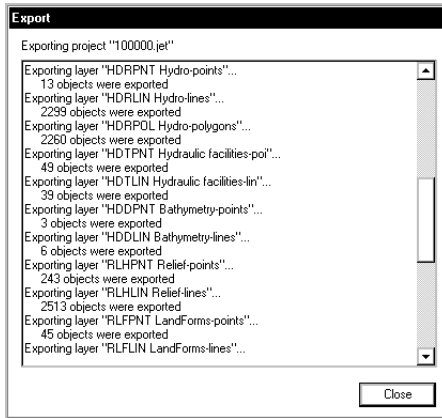 Export
Exporting project "100000.jet"
Exporting layer "HDRPNT Hydro-points"...
13 objects were exported
Exporting layer "HDRLIN Hydro-lines"...
2299 objects were exported
Exporting layer "HDRPOL Hydro-polygons"...
2260 objects were exported
Exporting layer "HDTPNT Hydraulic facilities-poi"...
49 objects were exported
Exporting layer "HDTLIN Hydraulic facilities-lin"...
39 objects were exported
Exporting layer "HDDPNT Bathymetry-points"...
3 objects were exported
Exporting layer "HDDLIN Bathymetry-lines"...
6 objects were exported
Exporting layer "RLHPNT Relief-points"...
243 objects were exported
Exporting layer "RLHLIN Relief-lines"...
2513 objects were exported
Exporting layer "RLFPNT LandForms-points"...
45 objects were exported
Exporting layer "RLFLIN LandForms-lines"...
Close